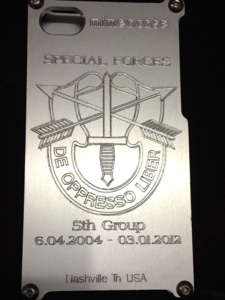 SPECIAL FORCES
DE OPPRESSO LIBER
5th Group
6.04.2004 - 03.01.2012
Nashville Tn USA